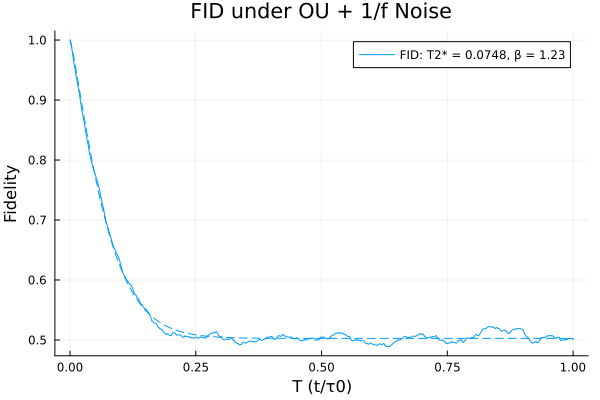 FID under OU + 1/f Noise
FID: T2* = 0.0748, β = 1.23
Fidelity
1.0
0.9
0.8
0.7
0.6
0.5
0.00 0.25 0.50 0.75 1.00
T (t/τ0)